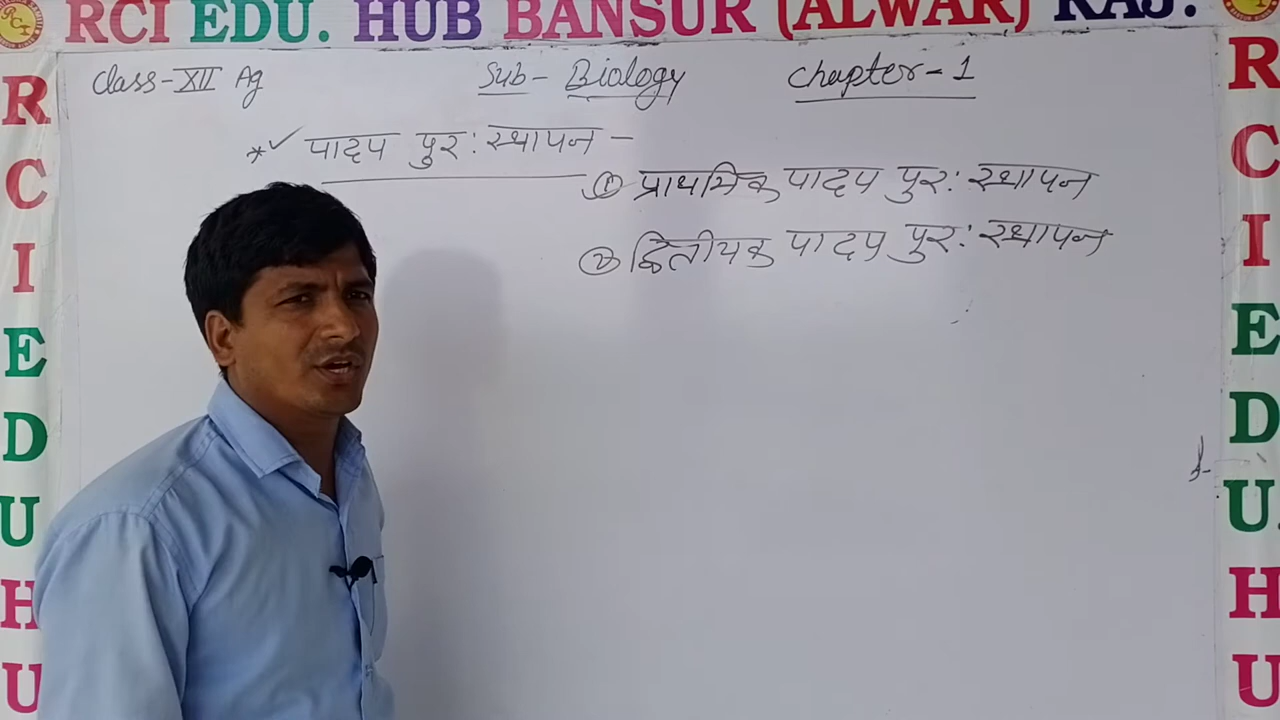 RCI EDU. HUB BANSUR (ALWAR) RAJ.
Class-XII Ag Sub- Biology Chapter-1
* ✓ पादप पुर: स्थापन -
① प्राथमिक पादप पुर: स्थापन
② द्वितीयक पादप पुर: स्थापन
R
C
I
E
D
U
H
U
R
C
I
E
D
U.
H
U